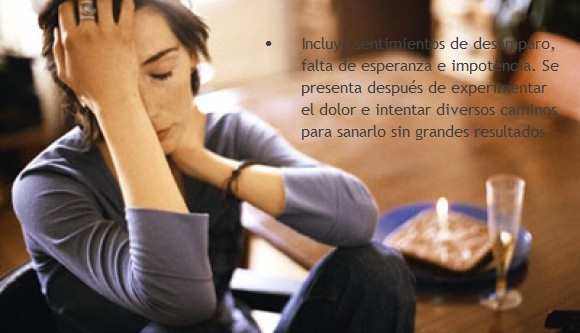 • Incluye sentimientos de desamparo,
falta de esperanza e impotencia. Se
presenta después de experimentar
el dolor e intentar diversos caminos
para sanarlo sin grandes resultados